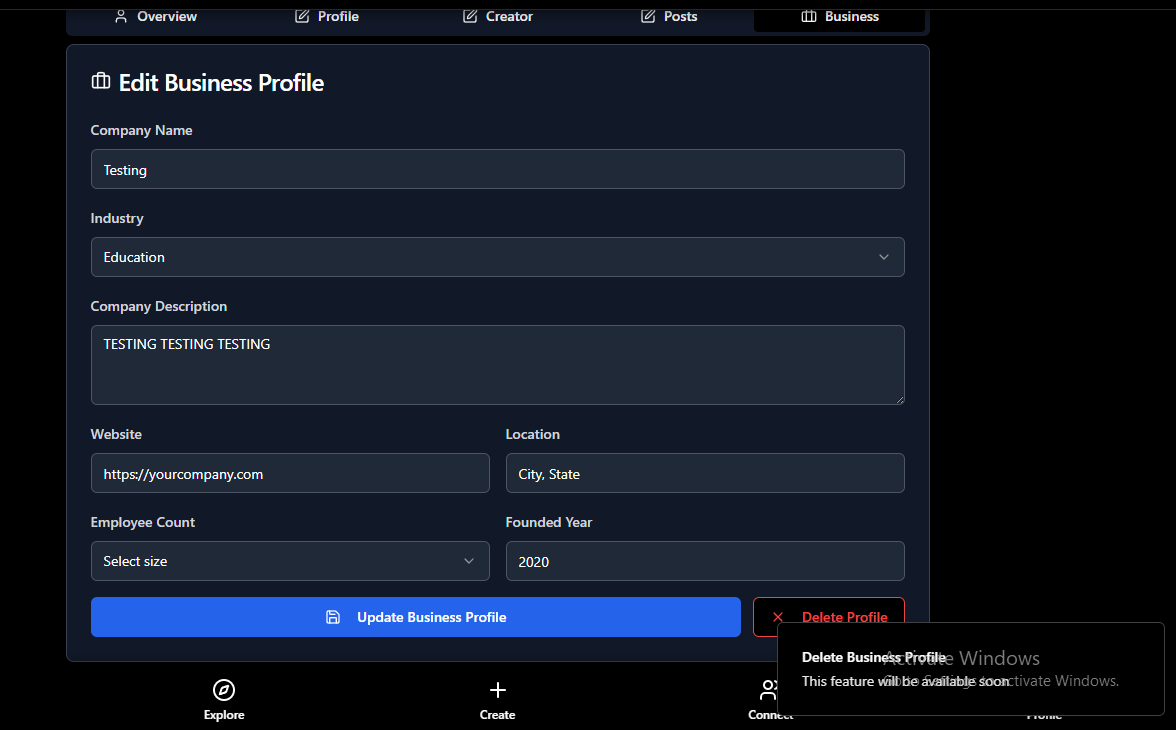 Overview Profile Creator Posts Business
Edit Business Profile
Company Name
Testing
Industry
Education
Company Description
TESTING TESTING TESTING
Website Location
https://yourcompany.com City, State
Employee Count Founded Year
Select size 2020
Update Business Profile Delete Profile
Delete Business Profile
This feature will be available soon.
Activate Windows
Go to Settings to activate Windows.
Explore Create Connect Profile